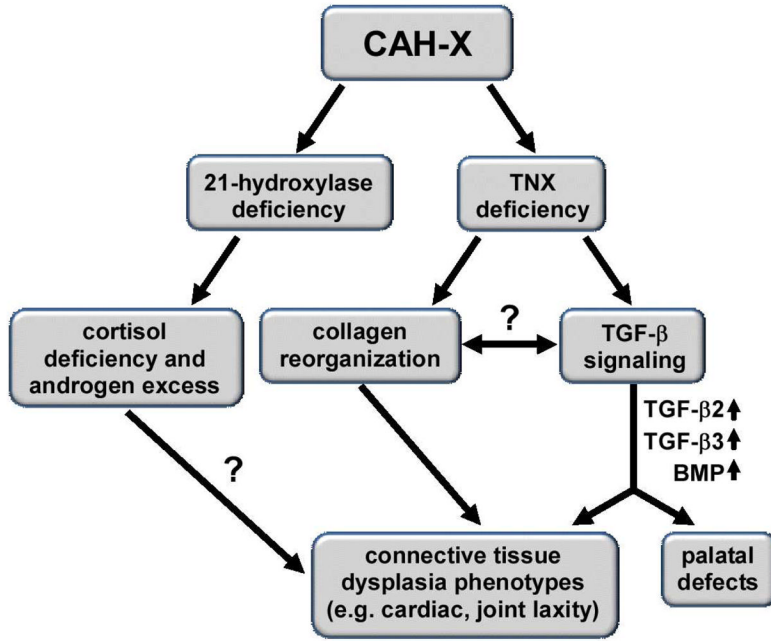 CAH-X
21-hydroxylase
deficiency
TNX
deficiency
cortisol
deficiency and
androgen excess
collagen
reorganization
?
TGF-β
signaling
TGF-β2
TGF-β3
BMP
?
connective tissue
dysplasia phenotypes
(e.g. cardiac, joint laxity)
palatal
defects